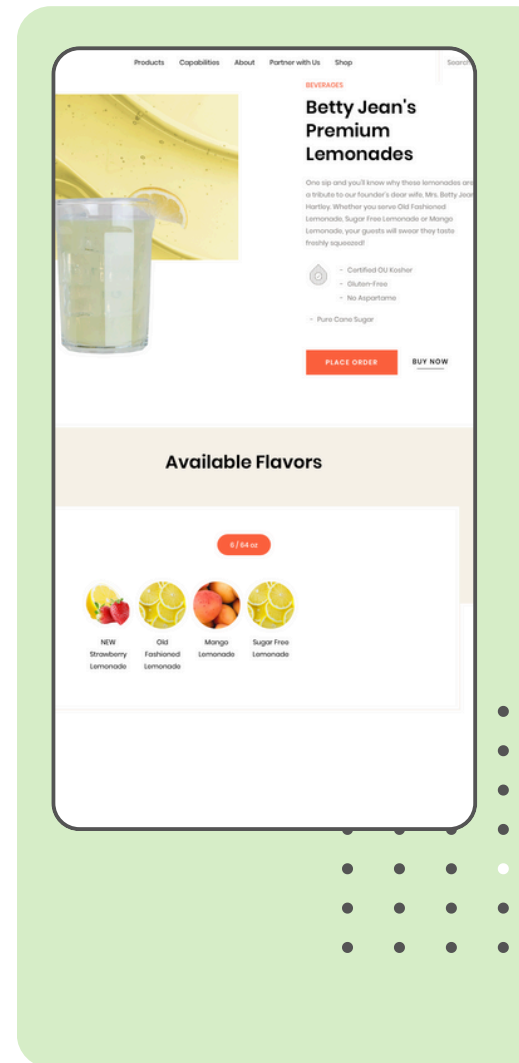 Products Capabilities About Partner with Us Shop Search
BEVERAGES
Betty Jean's
Premium
Lemonades
One sip and you'll know why these lemonades are
a tribute to our founder's dear wife, Mrs. Betty Jean
Hartley. Whether you serve Old Fashioned
Lemonade, Sugar Free Lemonade or Mango
Lemonade, your guests will swear they taste
freshly squeezed!
- Certified OU Kosher
- Gluten-Free
- No Aspartame
- Pure Cane Sugar
PLACE ORDER BUY NOW
Available Flavors
6 / 64 oz
NEW
Strawberry
Lemonade
Old
Fashioned
Lemonade
Mango
Lemonade
Sugar Free
Lemonade